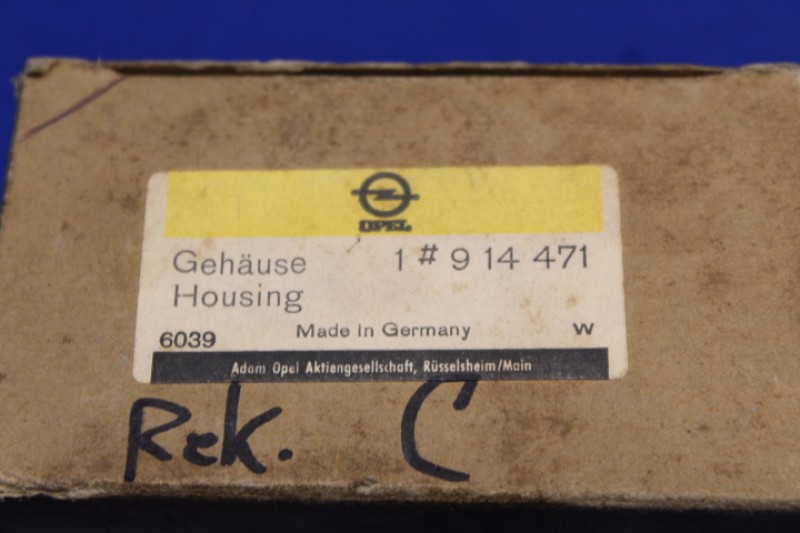 OPEL
Gehäuse 1 # 9 14 471
Housing
6039 Made in Germany W
Adam Opel Aktiengesellschaft, Rüsselsheim/Main
Rek. C